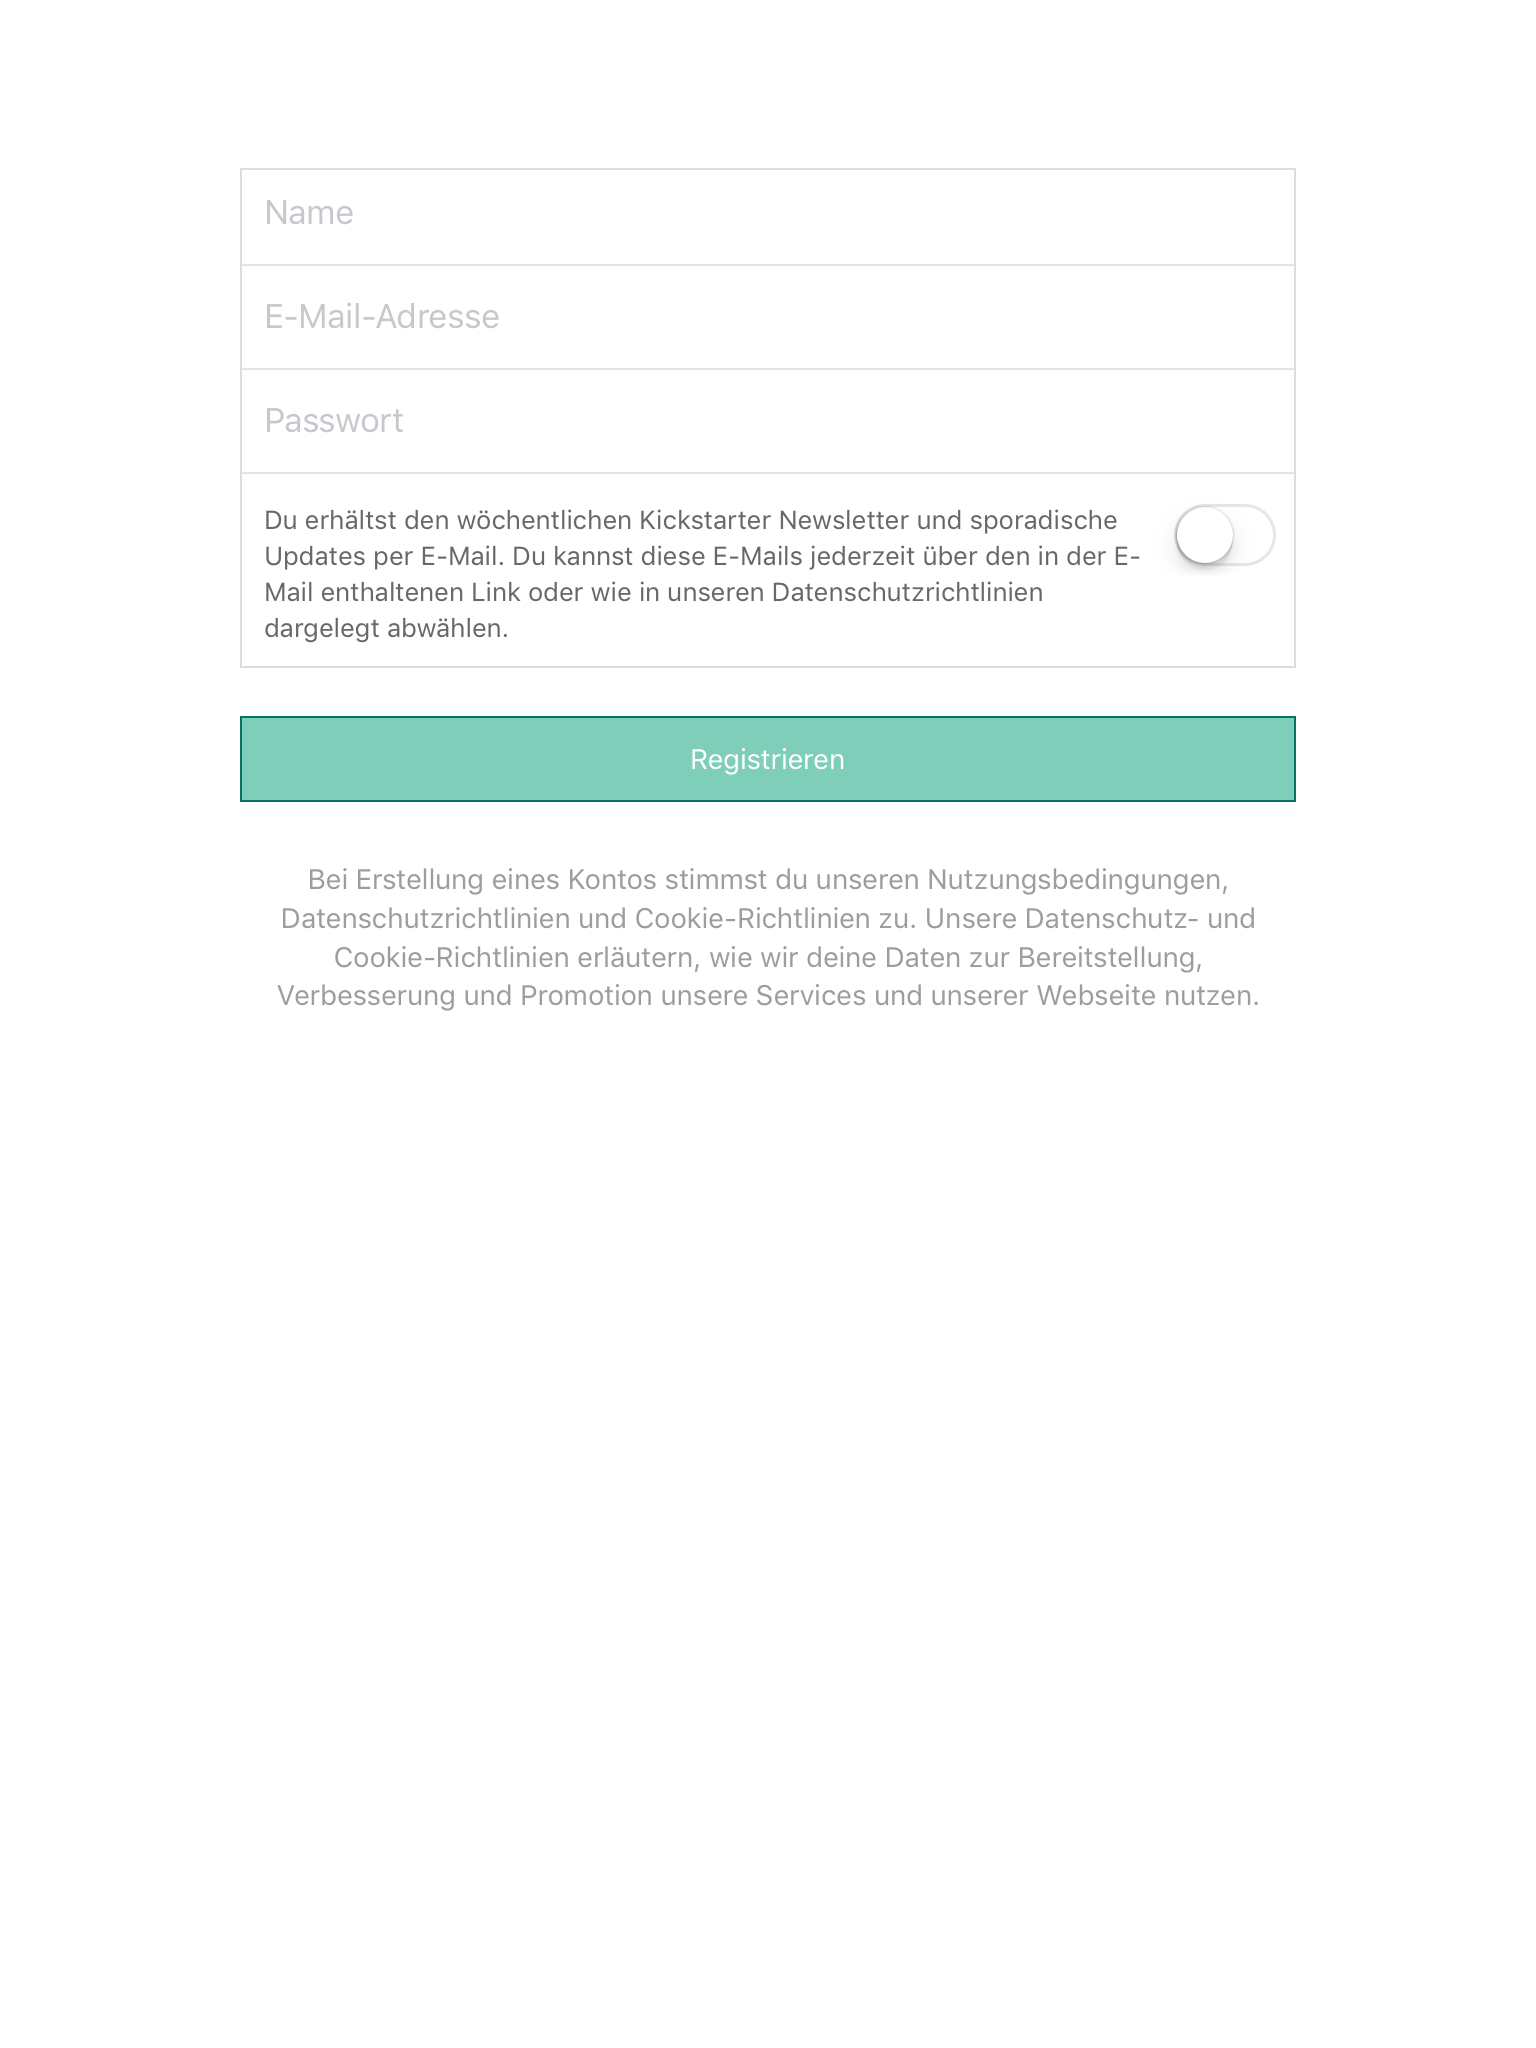 Name
E-Mail-Adresse
Passwort
Du erhältst den wöchentlichen Kickstarter Newsletter und sporadische
Updates per E-Mail. Du kannst diese E-Mails jederzeit über den in der E-
Mail enthaltenen Link oder wie in unseren Datenschutzrichtlinien
dargelegt abwählen.
Registrieren
Bei Erstellung eines Kontos stimmst du unseren Nutzungsbedingungen,
Datenschutzrichtlinien und Cookie-Richtlinien zu. Unsere Datenschutz- und
Cookie-Richtlinien erläutern, wie wir deine Daten zur Bereitstellung,
Verbesserung und Promotion unsere Services und unserer Webseite nutzen.